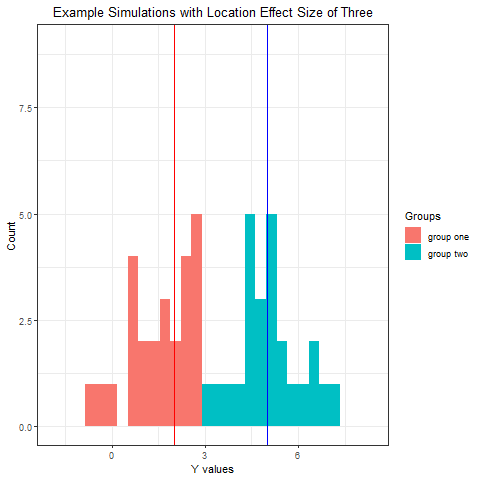 Example Simulations with Location Effect Size of Three
7.5
5.0
2.5
0.0
Count
0 3 6
Y values
Groups
group one
group two